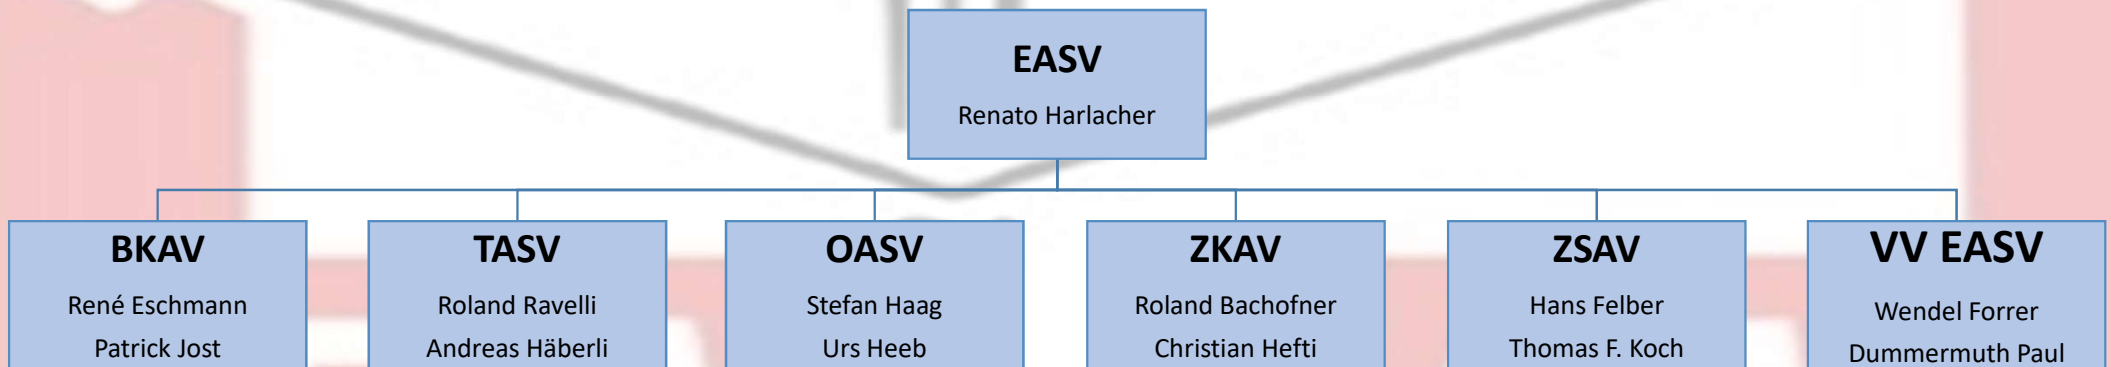 EASV
Renato Harlacher
BKAV
René Eschmann
Patrick Jost
TASV
Roland Ravelli
Andreas Häberli
OASV
Stefan Haag
Urs Heeb
ZKAV
Roland Bachofner
Christian Hefti
ZSAV
Hans Felber
Thomas F. Koch
VV EASV
Wendel Forrer
Dummermuth Paul